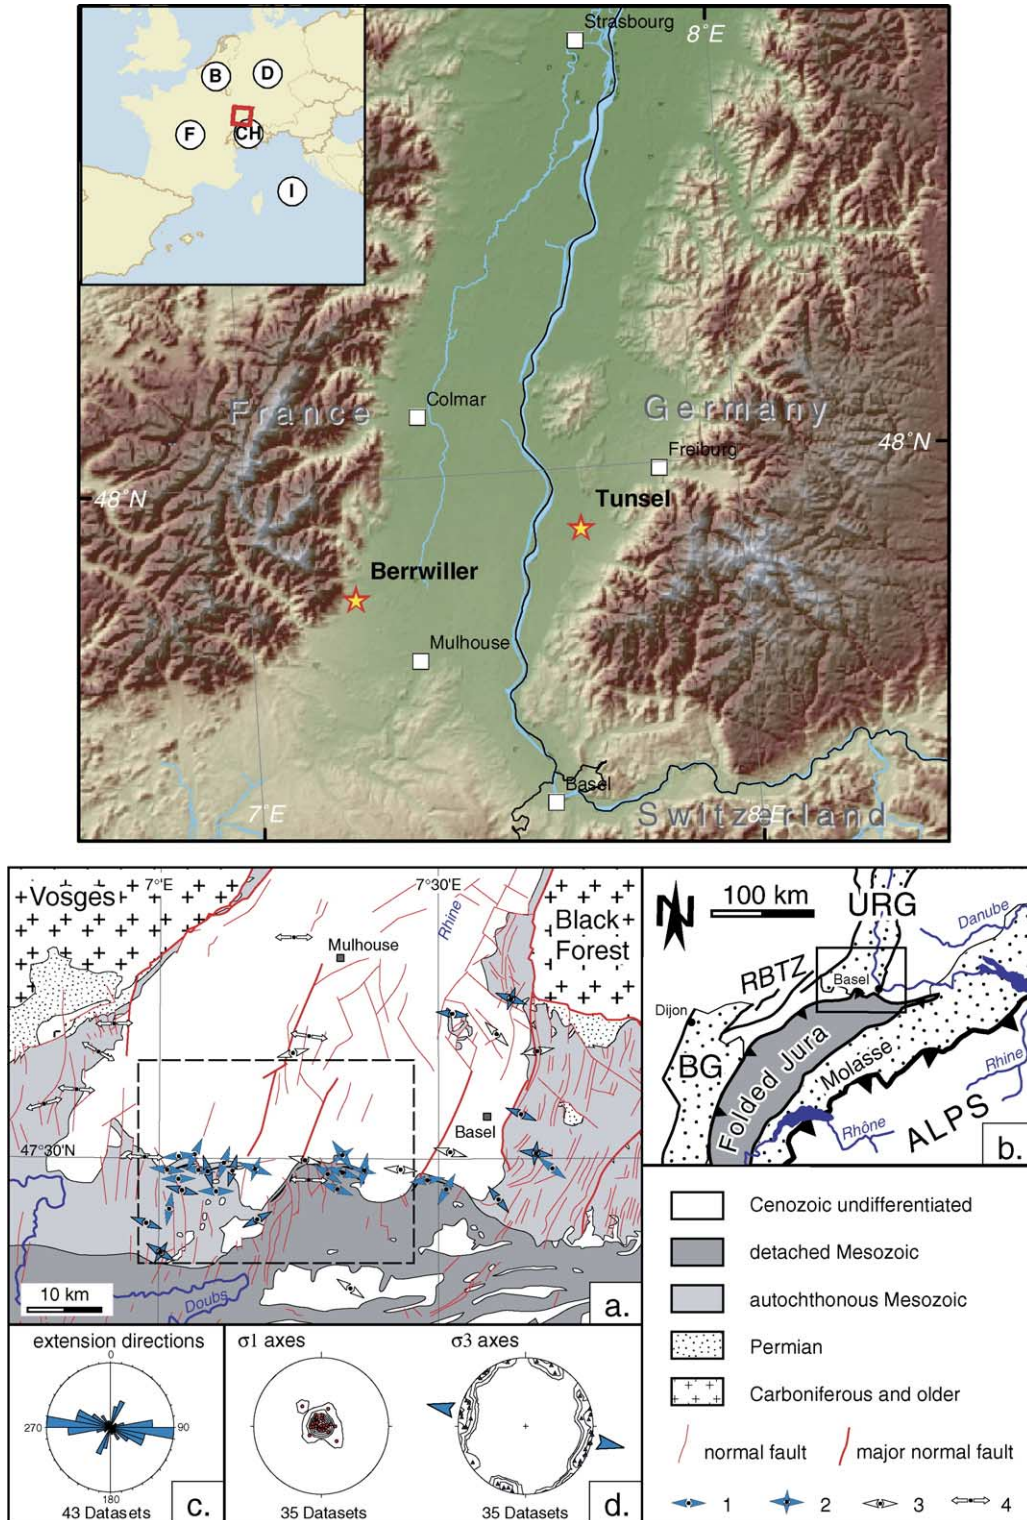 Strasbourg
8°E
B
D
F
CH
I
Colmar
France
Germany
48°N
Freiburg
48°N
Tunsel
Berrwiller
Mulhouse
Basel
7°E
Switzerland
8°E
Vosges
7°E
7°30'E
Rhine
Mulhouse
Black
Forest
Basel
47°30'N
10 km
Doubs
a.
N
100 km
URG
Danube
RBTZ
Basel
Dijon
BG
Folded Jura
Molasse
Rhine
Rhône
ALPS
b.
Cenozoic undifferentiated
detached Mesozoic
autochthonous Mesozoic
Permian
Carboniferous and older
normal fault
major normal fault
1
2
3
4
extension directions
0
270
90
180
43 Datasets
c.
σ1 axes
σ3 axes
35 Datasets
35 Datasets
d.